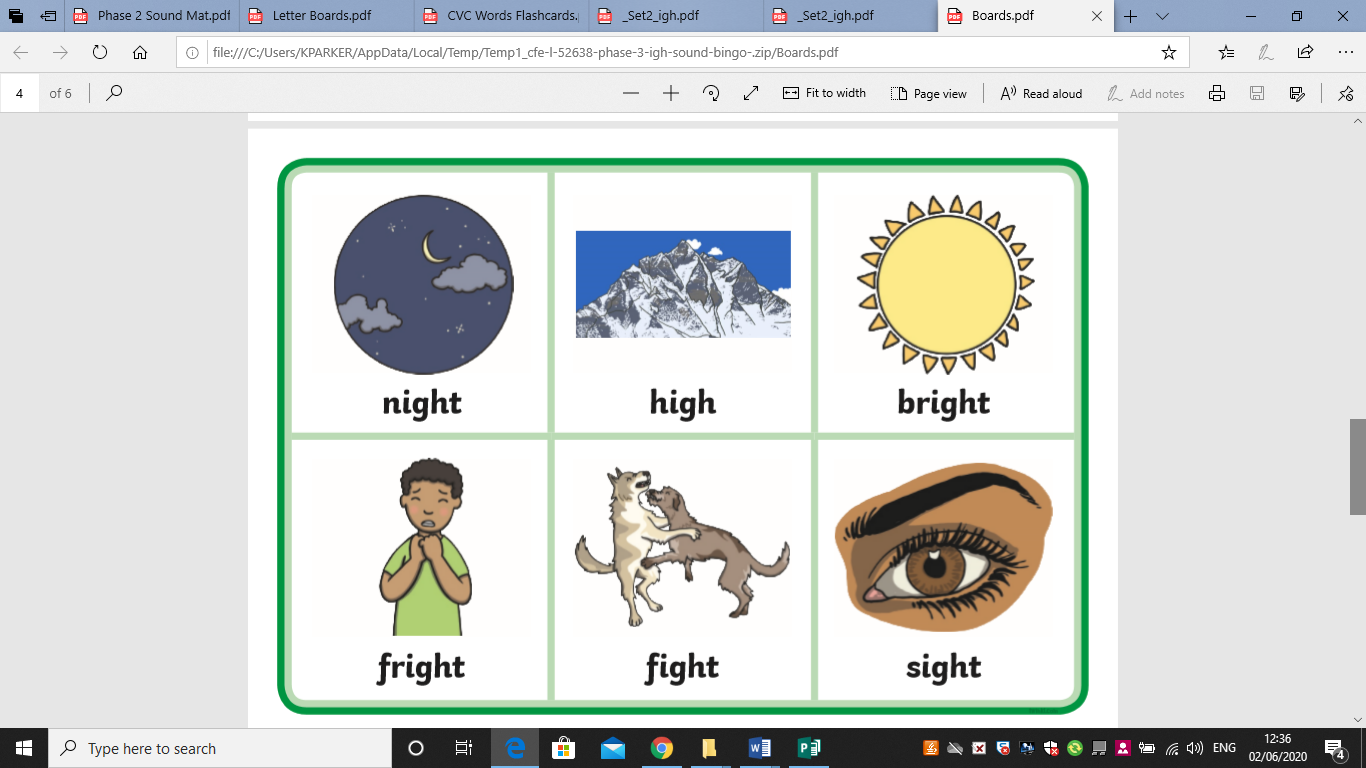 Phase 2 Sound Mat.pdf
Letter Boards.pdf
CVC Words Flashcards.
_Set2_igh.pdf
_Set2_igh.pdf
Boards.pdf
file:///C:/Users/KPARKER/AppData/Local/Temp/Temp1_cfe-l-52638-phase-3-igh-sound-bingo-.zip/Boards.pdf
4 of 6 Fit to width Page view Read aloud Add notes
night high bright
fright fight sight
Type here to search
ENG
12:36
02/06/2020
4